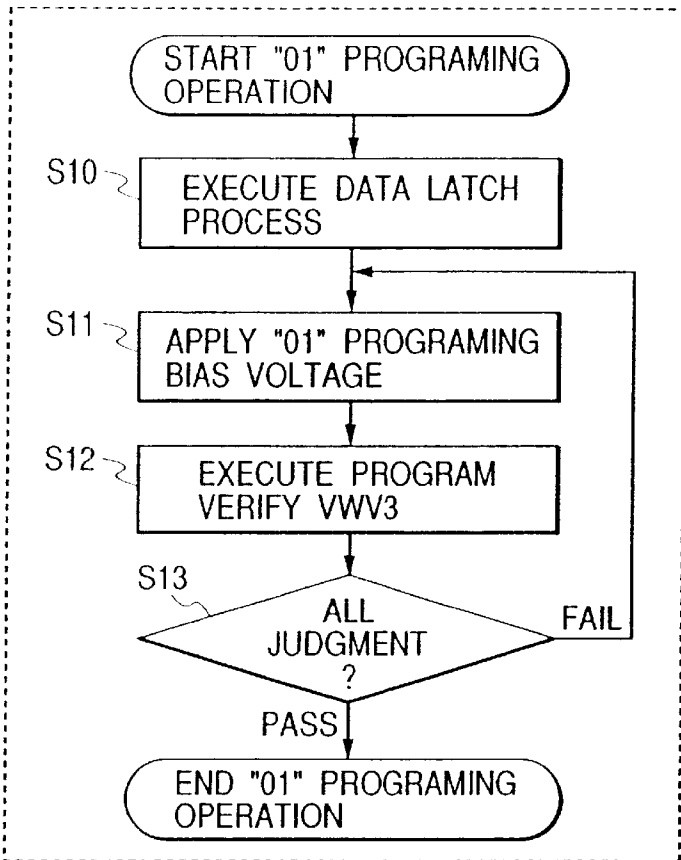 START "01" PROGRAMING
OPERATION
S10
EXECUTE DATA LATCH
PROCESS
S11
APPLY "01" PROGRAMING
BIAS VOLTAGE
S12
EXECUTE PROGRAM
VERIFY VWV3
S13
ALL
JUDGMENT
?
FAIL
PASS
END "01" PROGRAMING
OPERATION